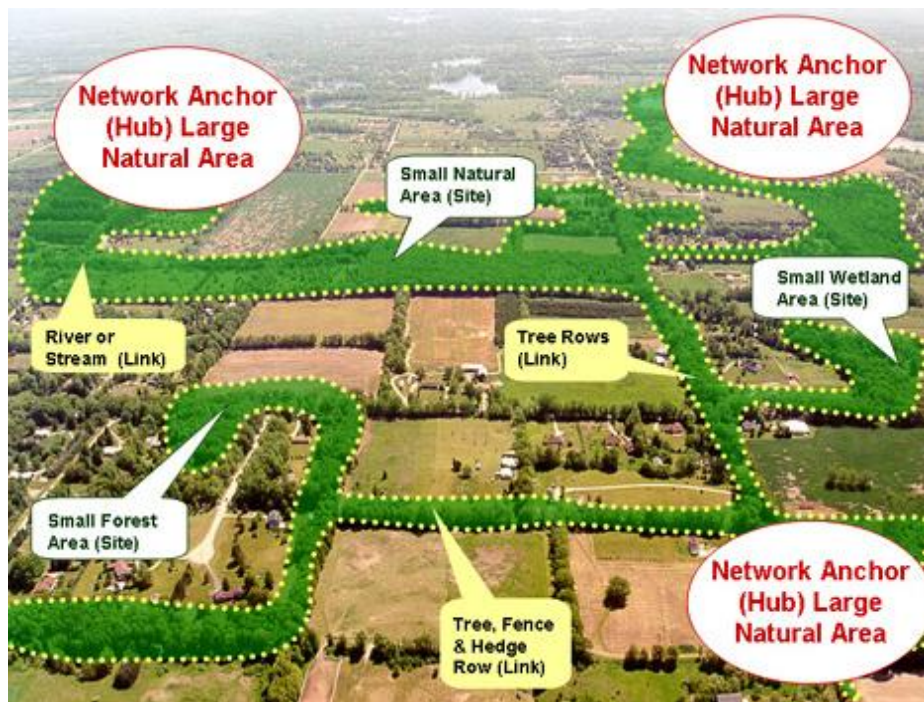 Network Anchor
(Hub) Large
Natural Area
Network Anchor
(Hub) Large
Natural Area
Small Natural
Area (Site)
Small Wetland
Area (Site)
River or
Stream (Link)
Tree Rows
(Link)
Small Forest
Area (Site)
Tree, Fence
& Hedge
Row (Link)
Network Anchor
(Hub) Large
Natural Area